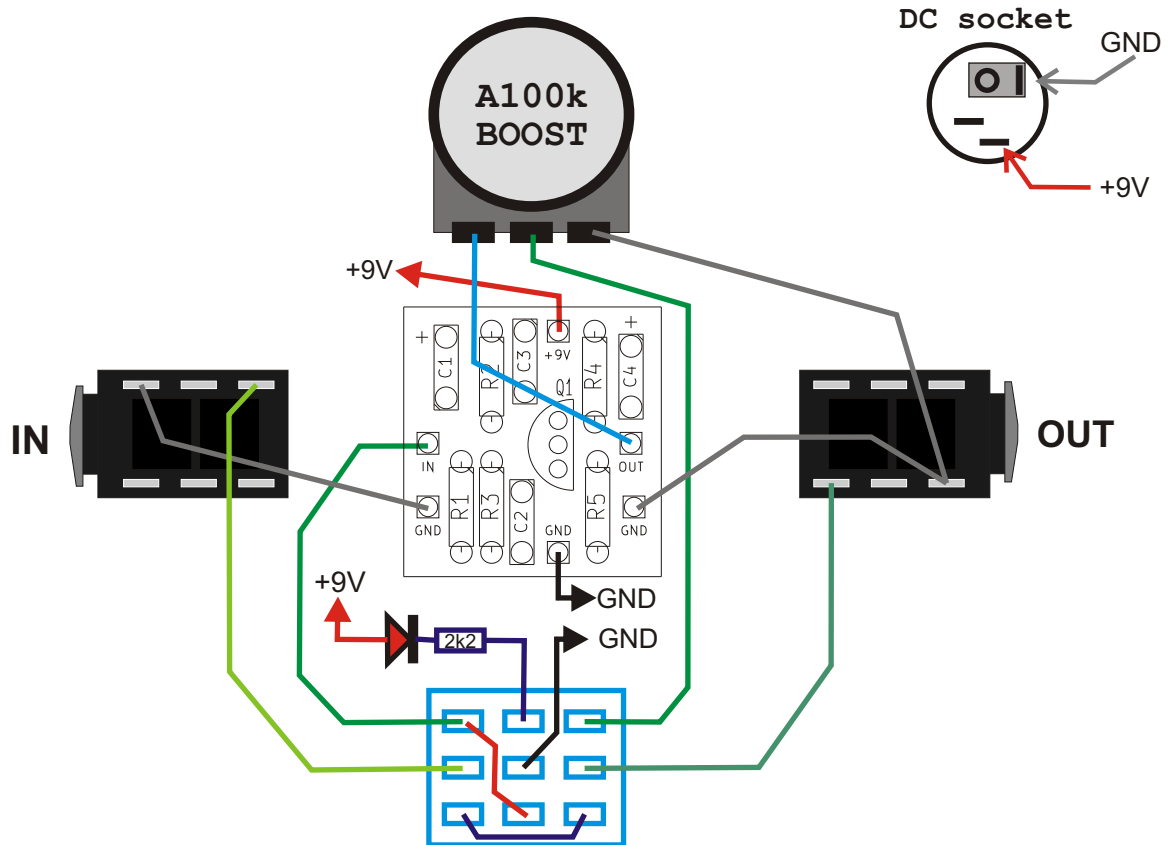 DC socket
GND
+9V
A100k
BOOST
+9V
+
C1
R2
C3
+9V
Q1
R4
+
C4
IN
OUT
IN
OUT
GND
R1
R3
C2
GND
R5
GND
GND
GND
+9V
2k2